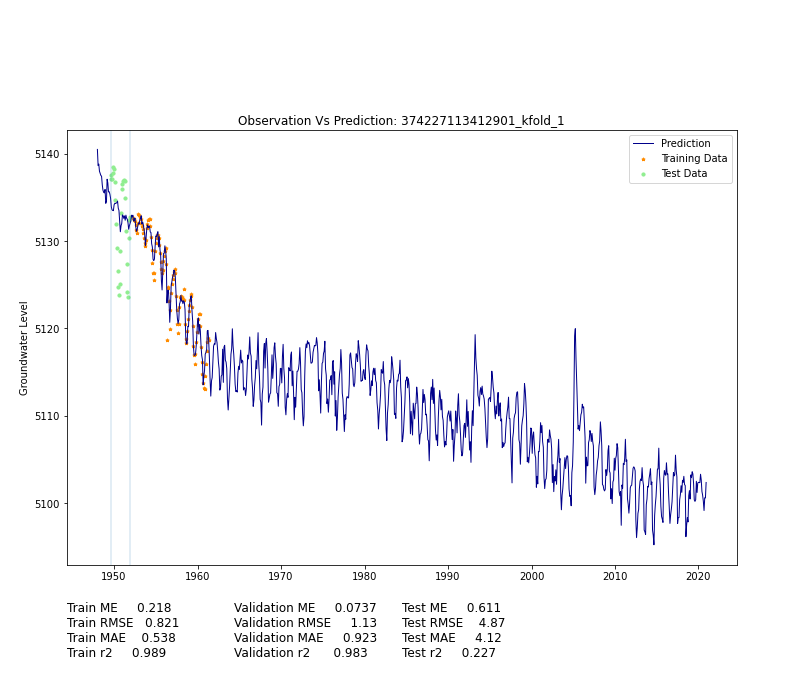 Observation Vs Prediction: 374227113412901_kfold_1
Prediction
Training Data
Test Data
Groundwater Level
5140
5130
5120
5110
5100
1950 1960 1970 1980 1990 2000 2010 2020
Train ME 0.218 Validation ME 0.0737 Test ME 0.611
Train RMSE 0.821 Validation RMSE 1.13 Test RMSE 4.87
Train MAE 0.538 Validation MAE 0.923 Test MAE 4.12
Train r2 0.989 Validation r2 0.983 Test r2 0.227